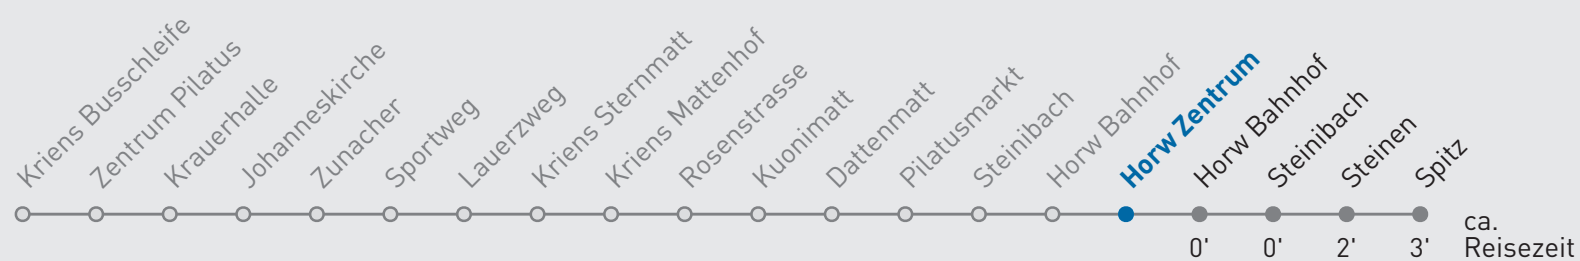 Kriens Busschleife
Zentrum Pilatus
Krauerhalle
Johanneskirche
Zunacher
Sportweg
Lauerzweg
Kriens Sternmatt
Kriens Mattenhof
Rosenstrasse
Kuonimatt
Dattenmatt
Pilatusmarkt
Steinibach
Horw Bahnhof
Horw Zentrum
Horw Bahnhof
Steinibach
Steinen
Spitz
0' 0' 2' 3'
ca.
Reisezeit